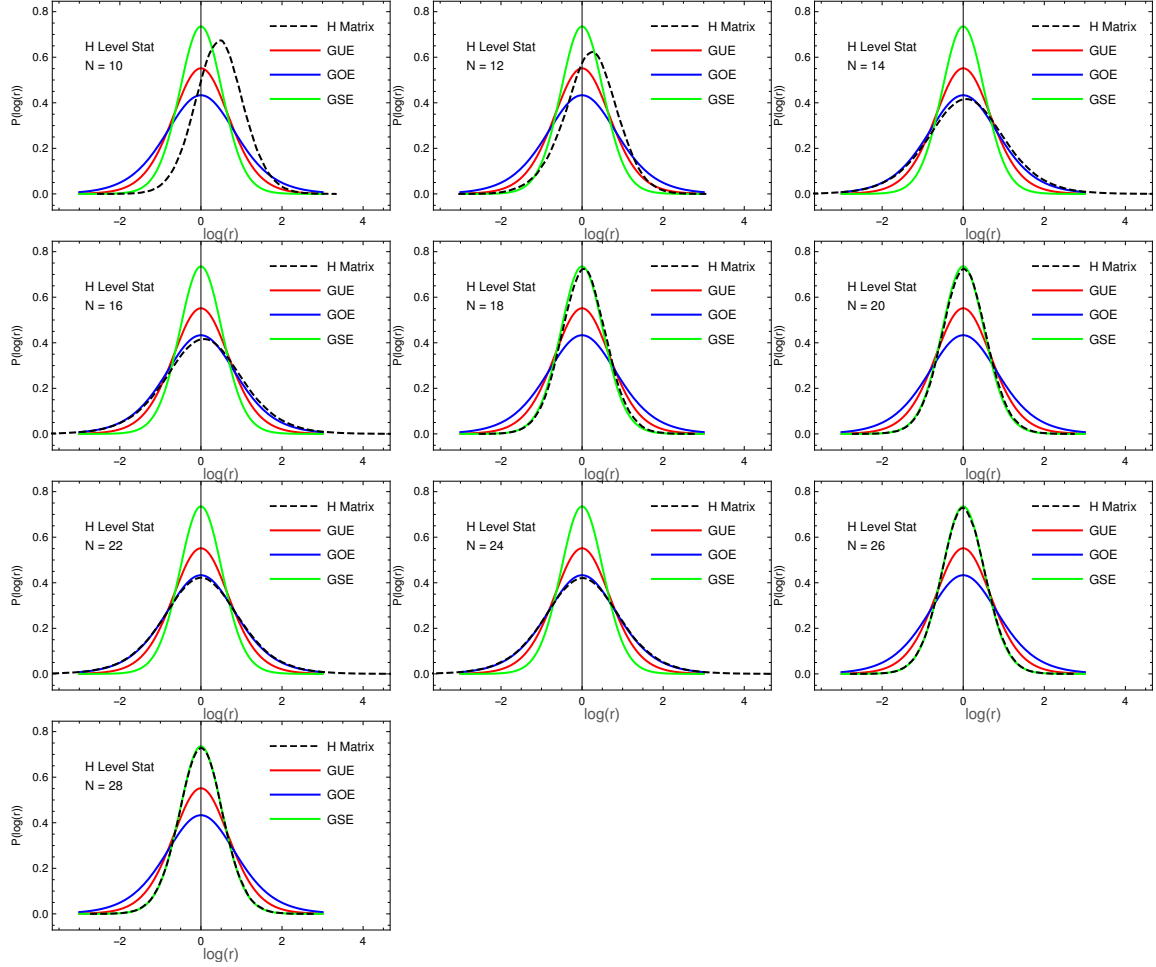 0.8
0.6
0.4
0.2
0.0
P(log(r))
H Level Stat
N = 10
H Matrix
GUE
GOE
GSE
-2 0 2 4
log(r)
0.8
0.6
0.4
0.2
0.0
P(log(r))
H Level Stat
N = 12
H Matrix
GUE
GOE
GSE
-2 0 2 4
log(r)
0.8
0.6
0.4
0.2
0.0
P(log(r))
H Level Stat
N = 14
H Matrix
GUE
GOE
GSE
-2 0 2 4
log(r)
0.8
0.6
0.4
0.2
0.0
P(log(r))
H Level Stat
N = 16
H Matrix
GUE
GOE
GSE
-2 0 2 4
log(r)
0.8
0.6
0.4
0.2
0.0
P(log(r))
H Level Stat
N = 18
H Matrix
GUE
GOE
GSE
-2 0 2 4
log(r)
0.8
0.6
0.4
0.2
0.0
P(log(r))
H Level Stat
N = 20
H Matrix
GUE
GOE
GSE
-2 0 2 4
log(r)
0.8
0.6
0.4
0.2
0.0
P(log(r))
H Level Stat
N = 22
H Matrix
GUE
GOE
GSE
-2 0 2 4
log(r)
0.8
0.6
0.4
0.2
0.0
P(log(r))
H Level Stat
N = 24
H Matrix
GUE
GOE
GSE
-2 0 2 4
log(r)
0.8
0.6
0.4
0.2
0.0
P(log(r))
H Level Stat
N = 26
H Matrix
GUE
GOE
GSE
-2 0 2 4
log(r)
0.8
0.6
0.4
0.2
0.0
P(log(r))
H Level Stat
N = 28
H Matrix
GUE
GOE
GSE
-2 0 2 4
log(r)